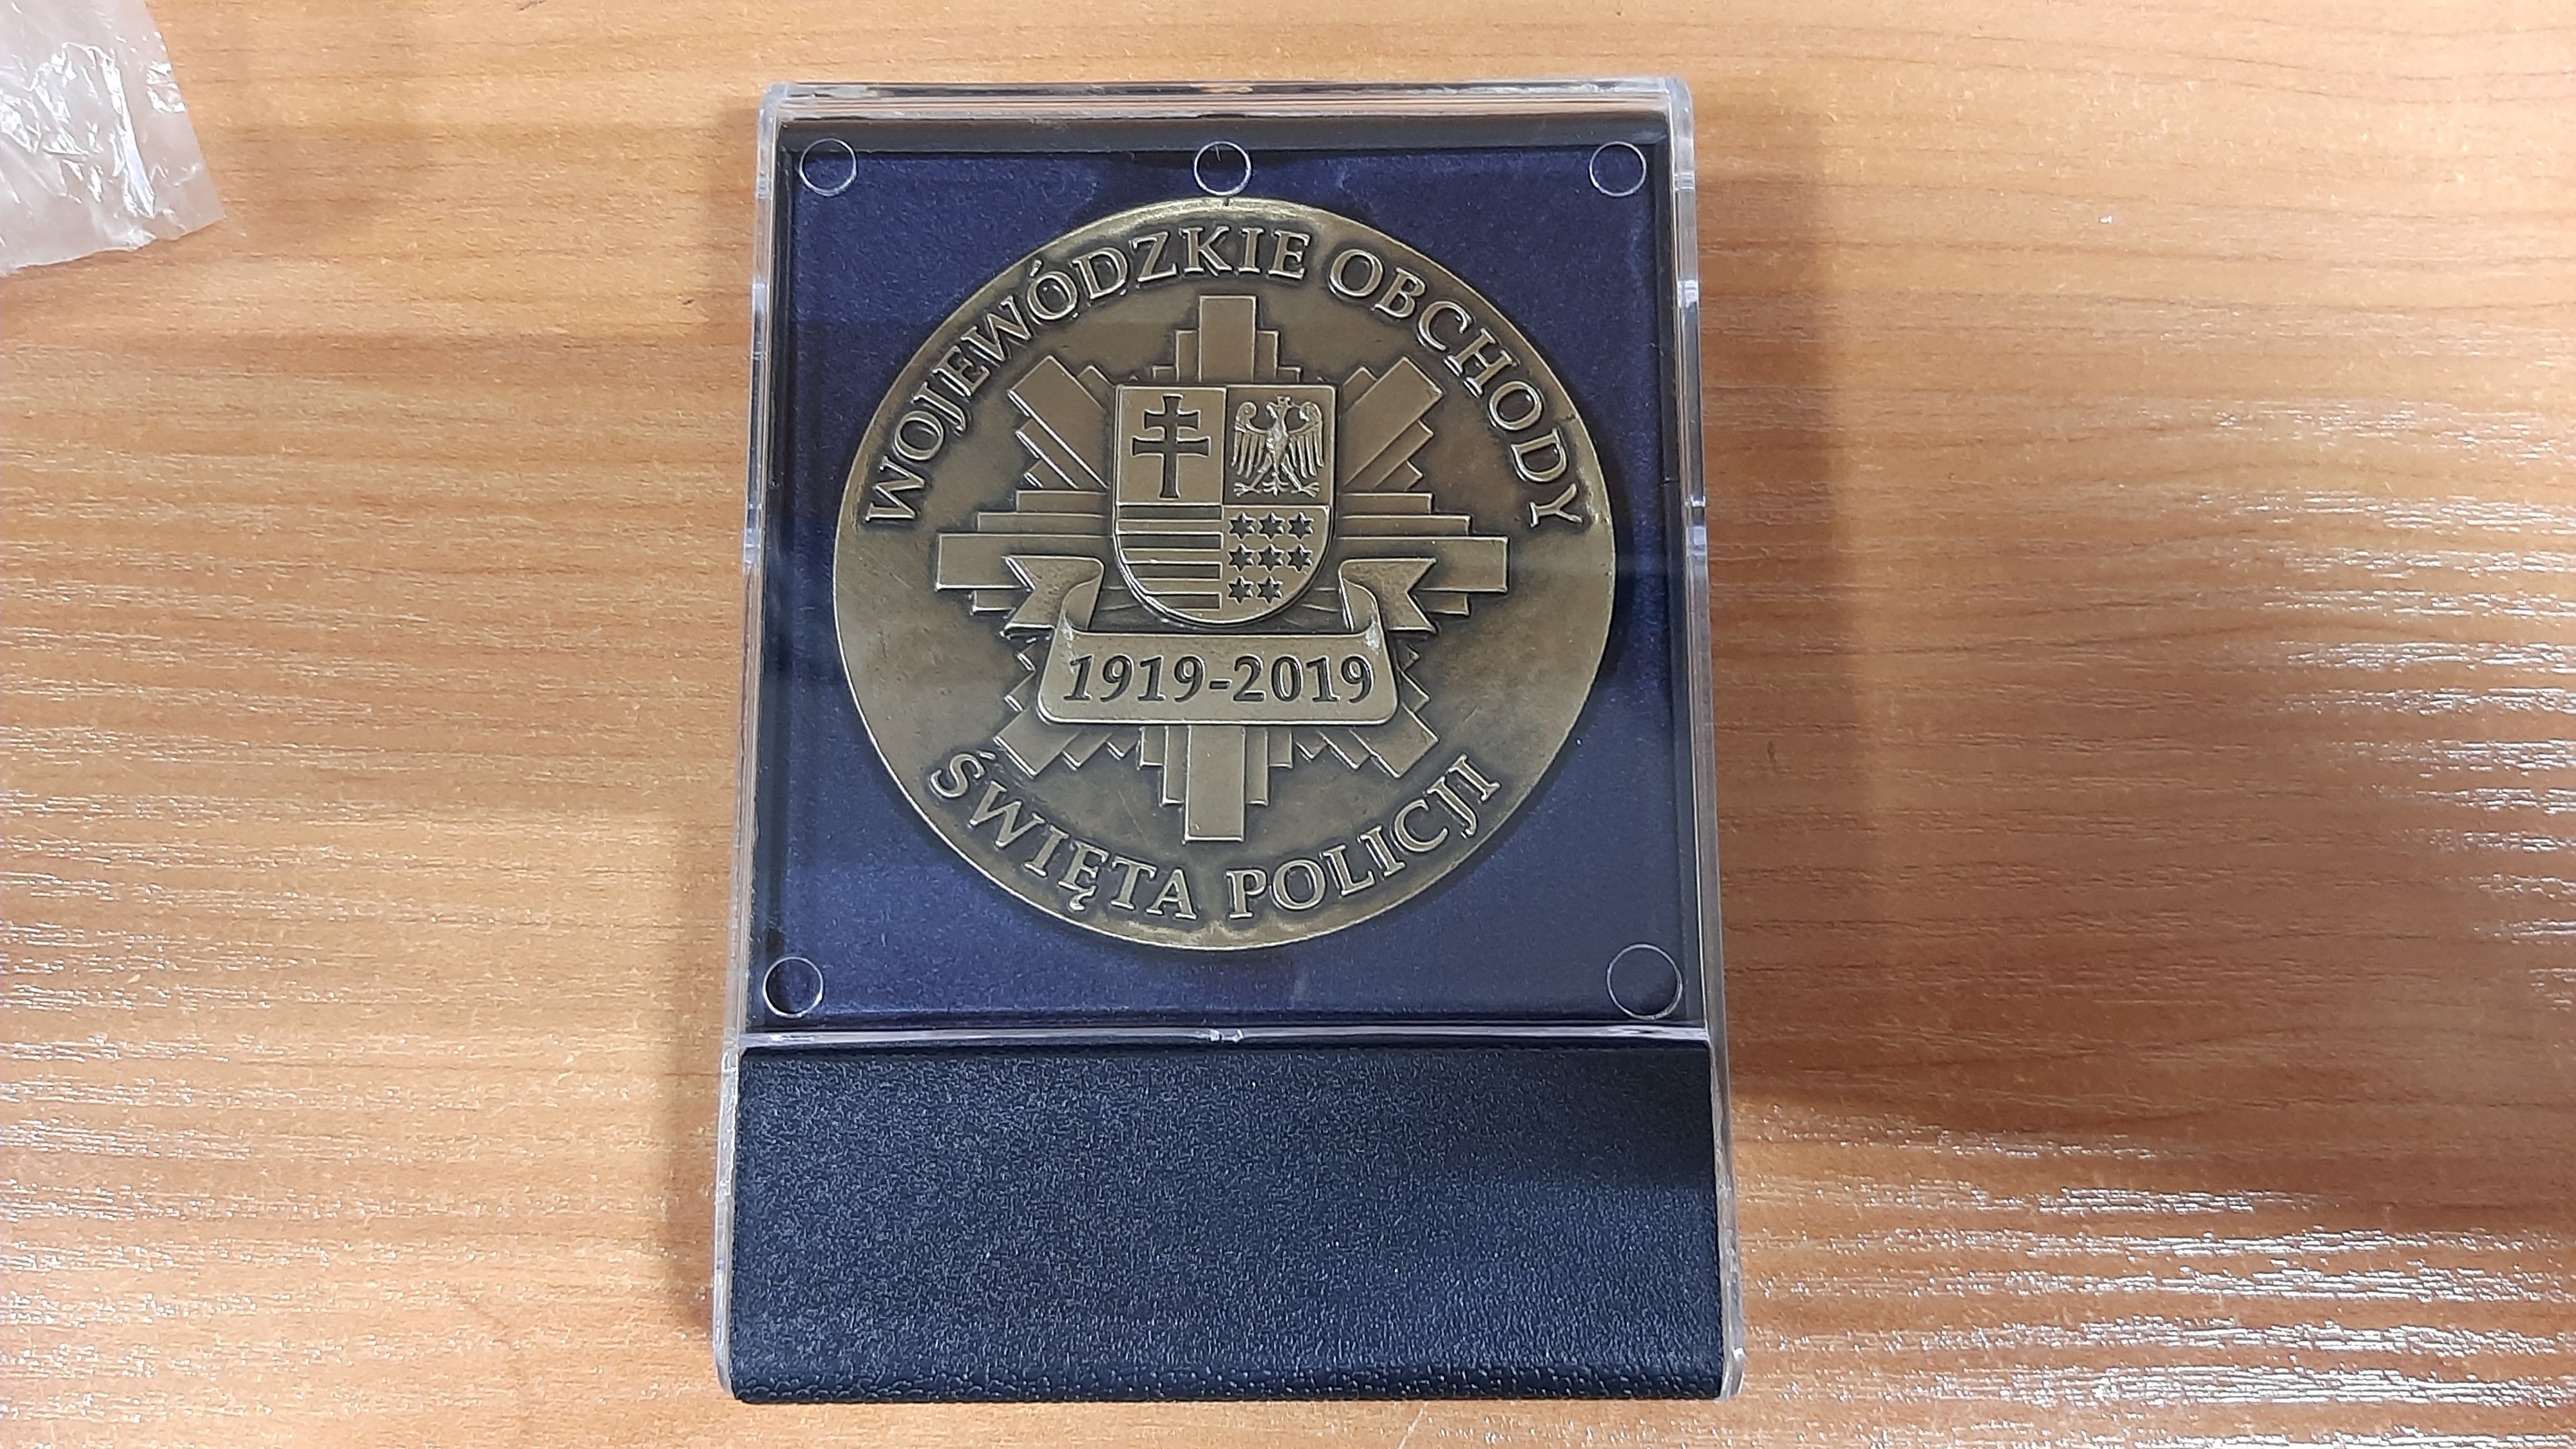 WOJEWÓDZKIE OBCHODY
1919-2019
ŚWIĘTA POLICJI